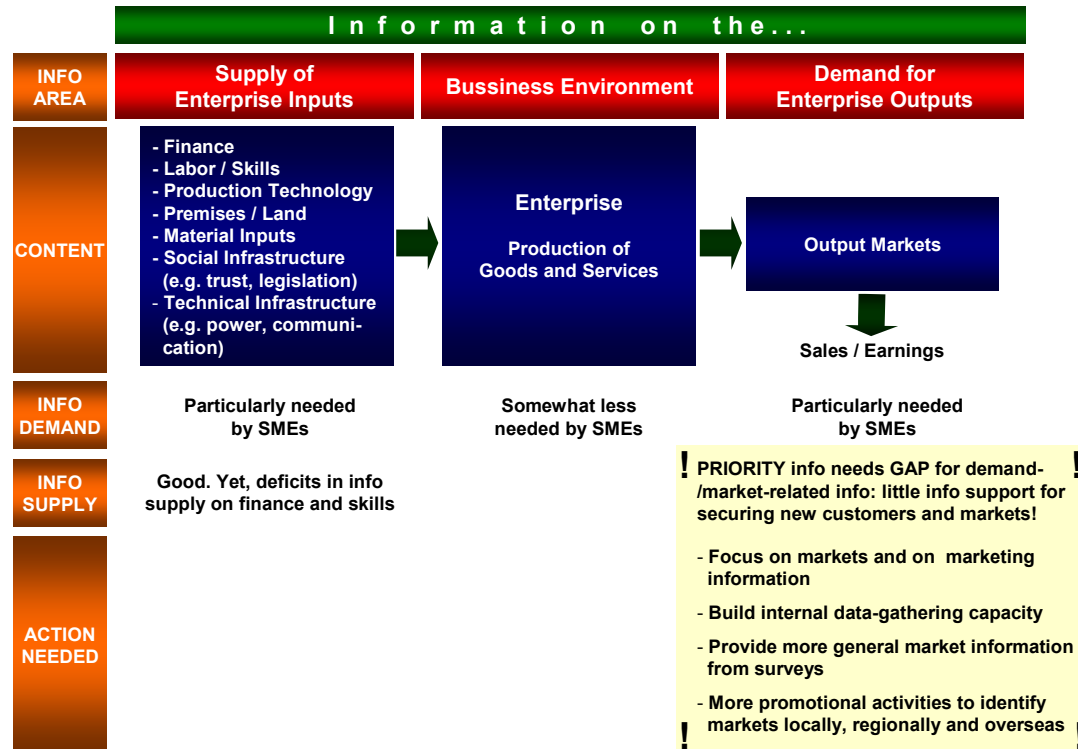 Information on the...
INFO
AREA
Supply of
Enterprise Inputs
Bussiness Environment
Demand for
Enterprise Outputs
CONTENT
- Finance
- Labor / Skills
- Production Technology
- Premises / Land
- Material Inputs
- Social Infrastructure
(e.g. trust, legislation)
- Technical Infrastructure
(e.g. power, communi-
cation)
Enterprise
Production of
Goods and Services
Output Markets
Sales / Earnings
INFO
DEMAND
Particularly needed
by SMEs
Somewhat less
needed by SMEs
Particularly needed
by SMEs
INFO
SUPPLY
Good. Yet, deficits in info
supply on finance and skills
! PRIORITY info needs GAP for demand- !
/market-related info: little info support for
securing new customers and markets!
ACTION
NEEDED
- Focus on markets and on marketing
information
- Build internal data-gathering capacity
- Provide more general market information
from surveys
- More promotional activities to identify
! markets locally, regionally and overseas !